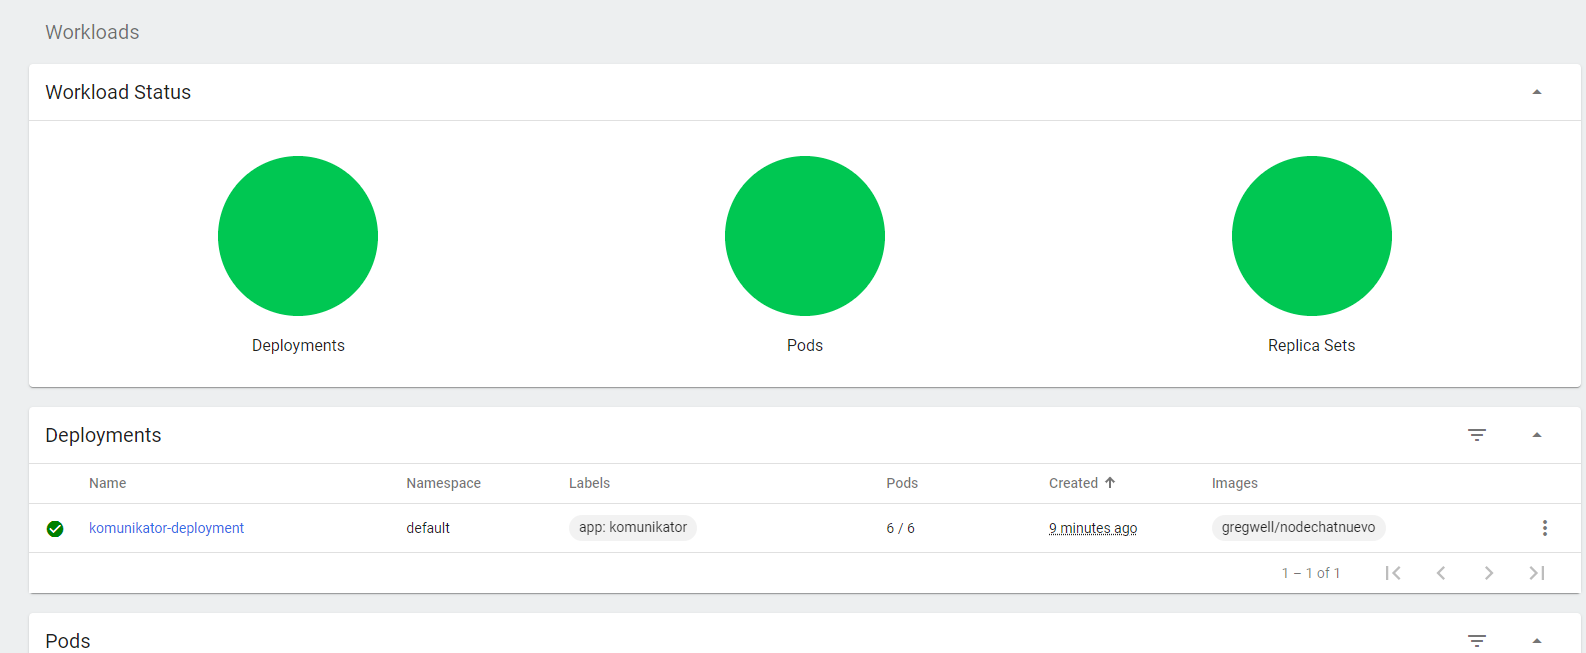 Workloads
Workload Status
Deployments Pods Replica Sets
Deployments
Name Namespace Labels Pods Created Images
komunikator-deployment default app: komunikator 6 / 6 9 minutes ago gregwell/nodechatnuevo
1 – 1 of 1
Pods